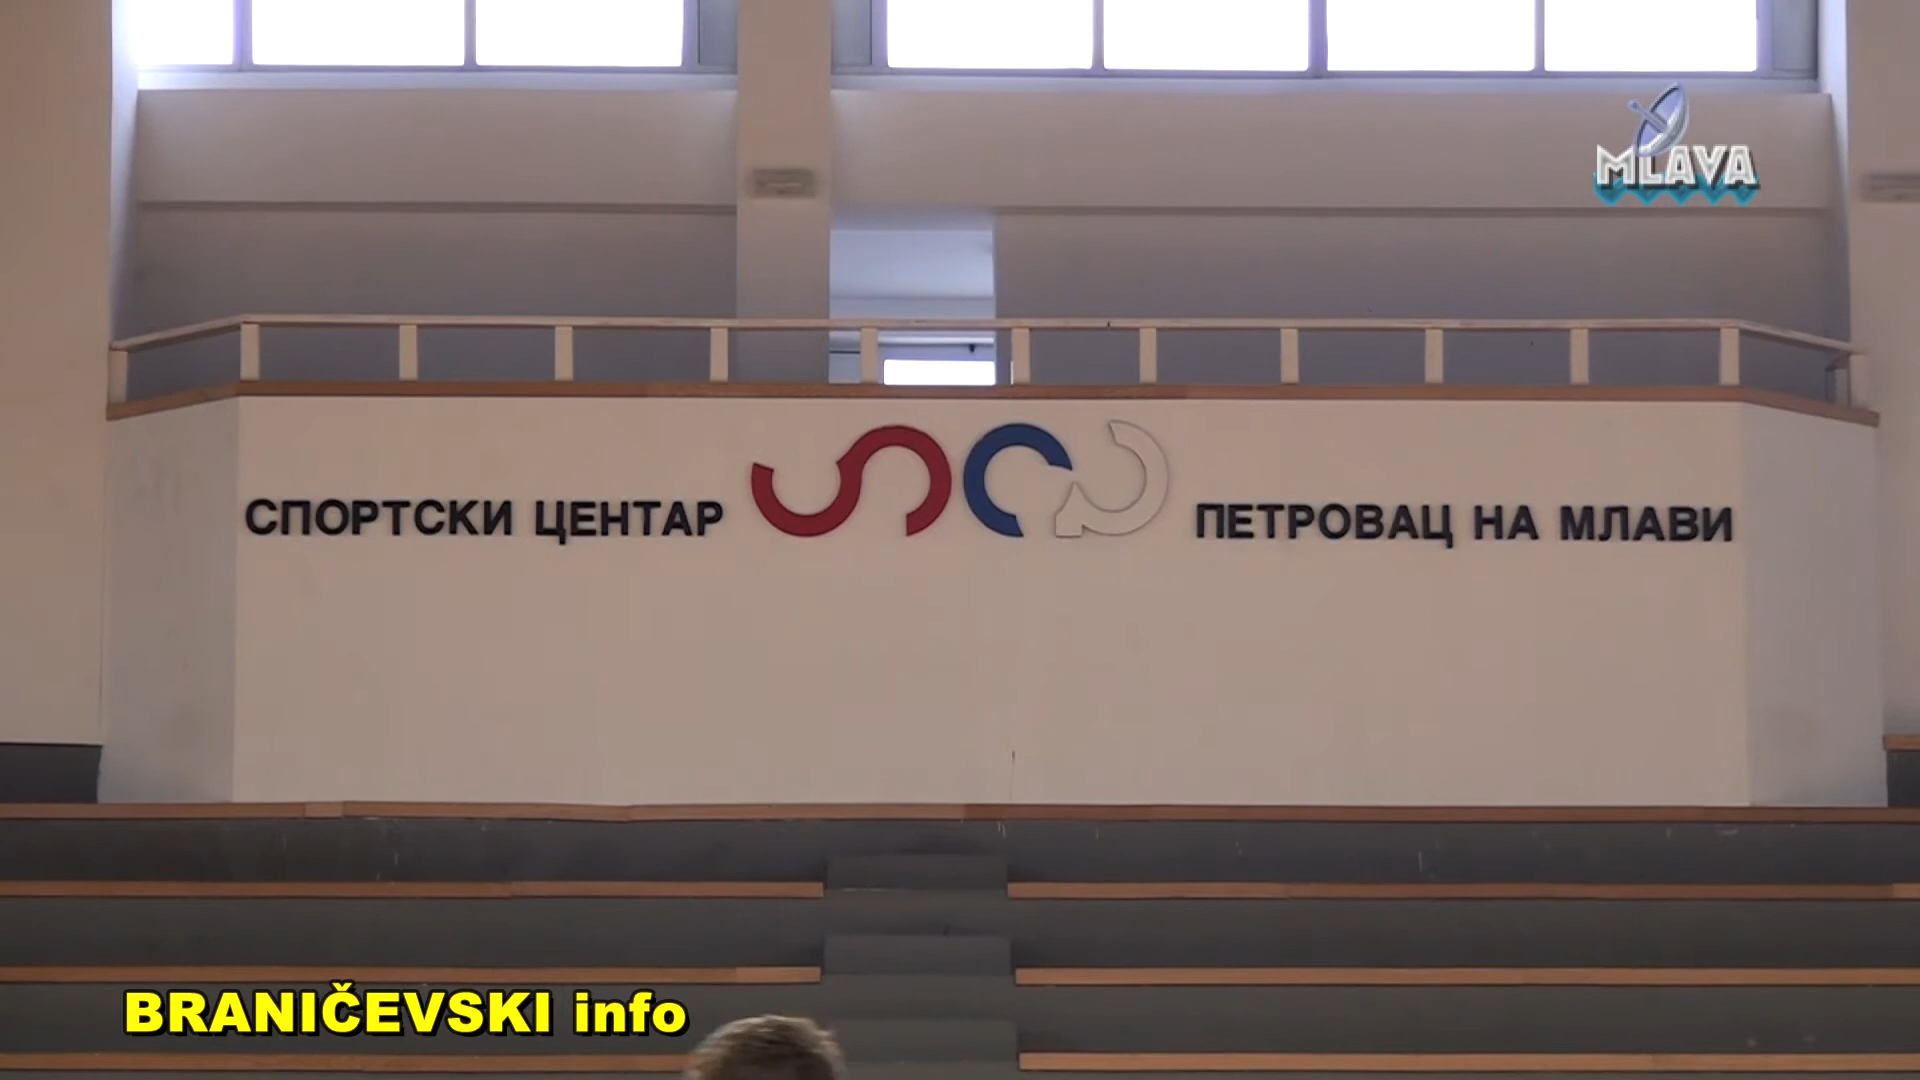 MLAVA
СПОРТСКИ ЦЕНТАР ПЕТРОВАЦ НА МЛАВИ
BRANIČEVSKI info